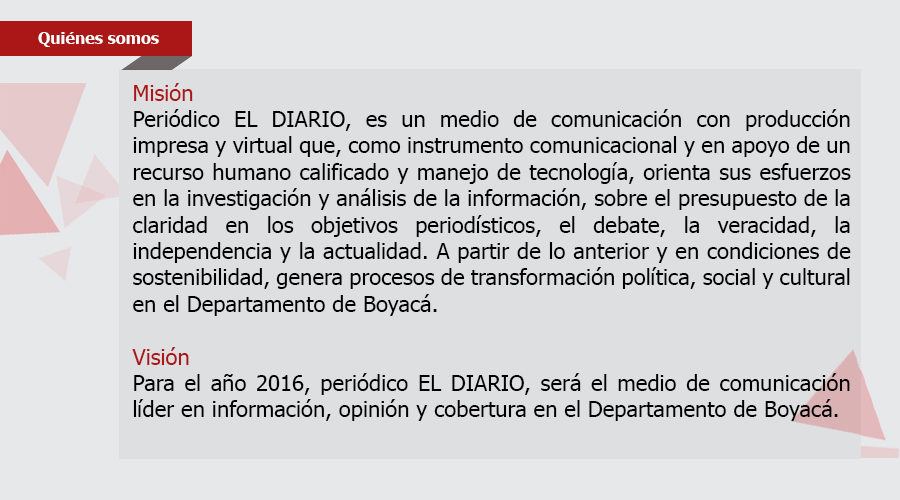 Quiénes somos
Misión
Periódico EL DIARIO, es un medio de comunicación con producción
impresa y virtual que, como instrumento comunicacional y en apoyo de un
recurso humano calificado y manejo de tecnología, orienta sus esfuerzos
en la investigación y análisis de la información, sobre el presupuesto de la
claridad en los objetivos periodísticos, el debate, la veracidad, la
independencia y la actualidad. A partir de lo anterior y en condiciones de
sostenibilidad, genera procesos de transformación política, social y cultural
en el Departamento de Boyacá.
Visión
Para el año 2016, periódico EL DIARIO, será el medio de comunicación
líder en información, opinión y cobertura en el Departamento de Boyacá.